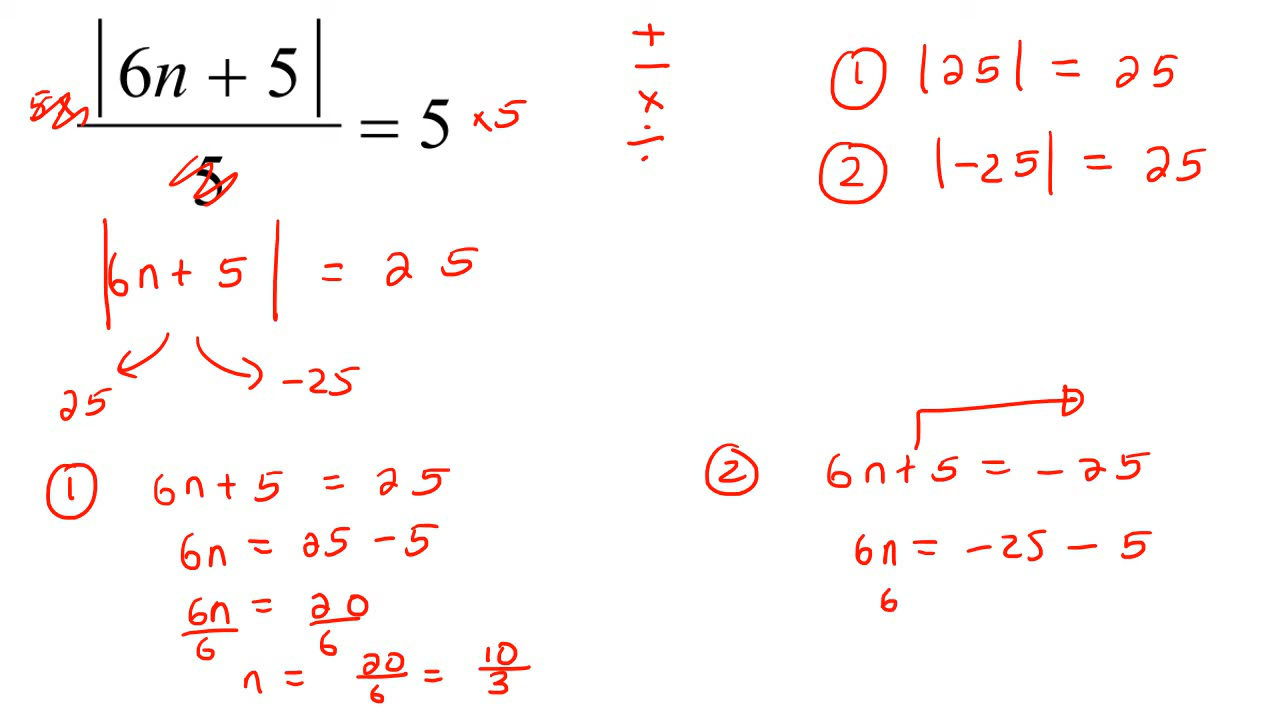 |6n + 5|
5 = 5 ×5
|6n + 5| = 25
25 -25
① 6n + 5 = 25
6n = 25 - 5
6n = 20
6 6
n = 20/6 = 10/3
+
-
×
÷
① |25| = 25
② |-25| = 25
② 6n + 5 = -25
6n = -25 - 5
6